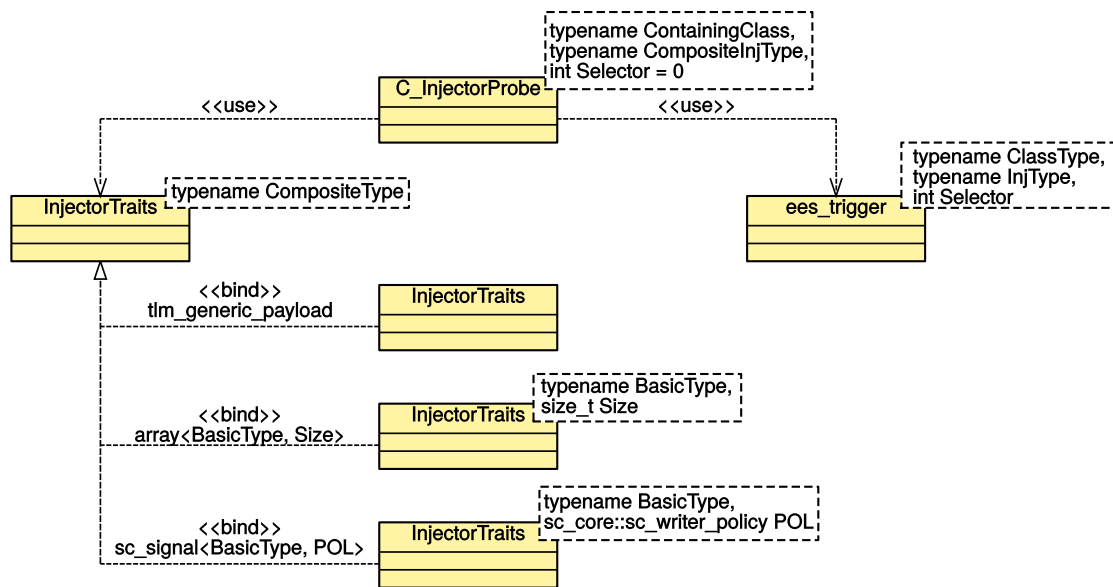 typename ContainingClass,
typename CompositeInjType,
int Selector = 0
C_InjectorProbe
<<use>>
<<use>>
typename ClassType,
typename InjType,
int Selector
typename CompositeType
InjectorTraits
ees_trigger
<<bind>>
tlm_generic_payload
InjectorTraits
typename BasicType,
size_t Size
<<bind>>
array<BasicType, Size>
InjectorTraits
typename BasicType,
sc_core::sc_writer_policy POL
<<bind>>
sc_signal<BasicType, POL>
InjectorTraits